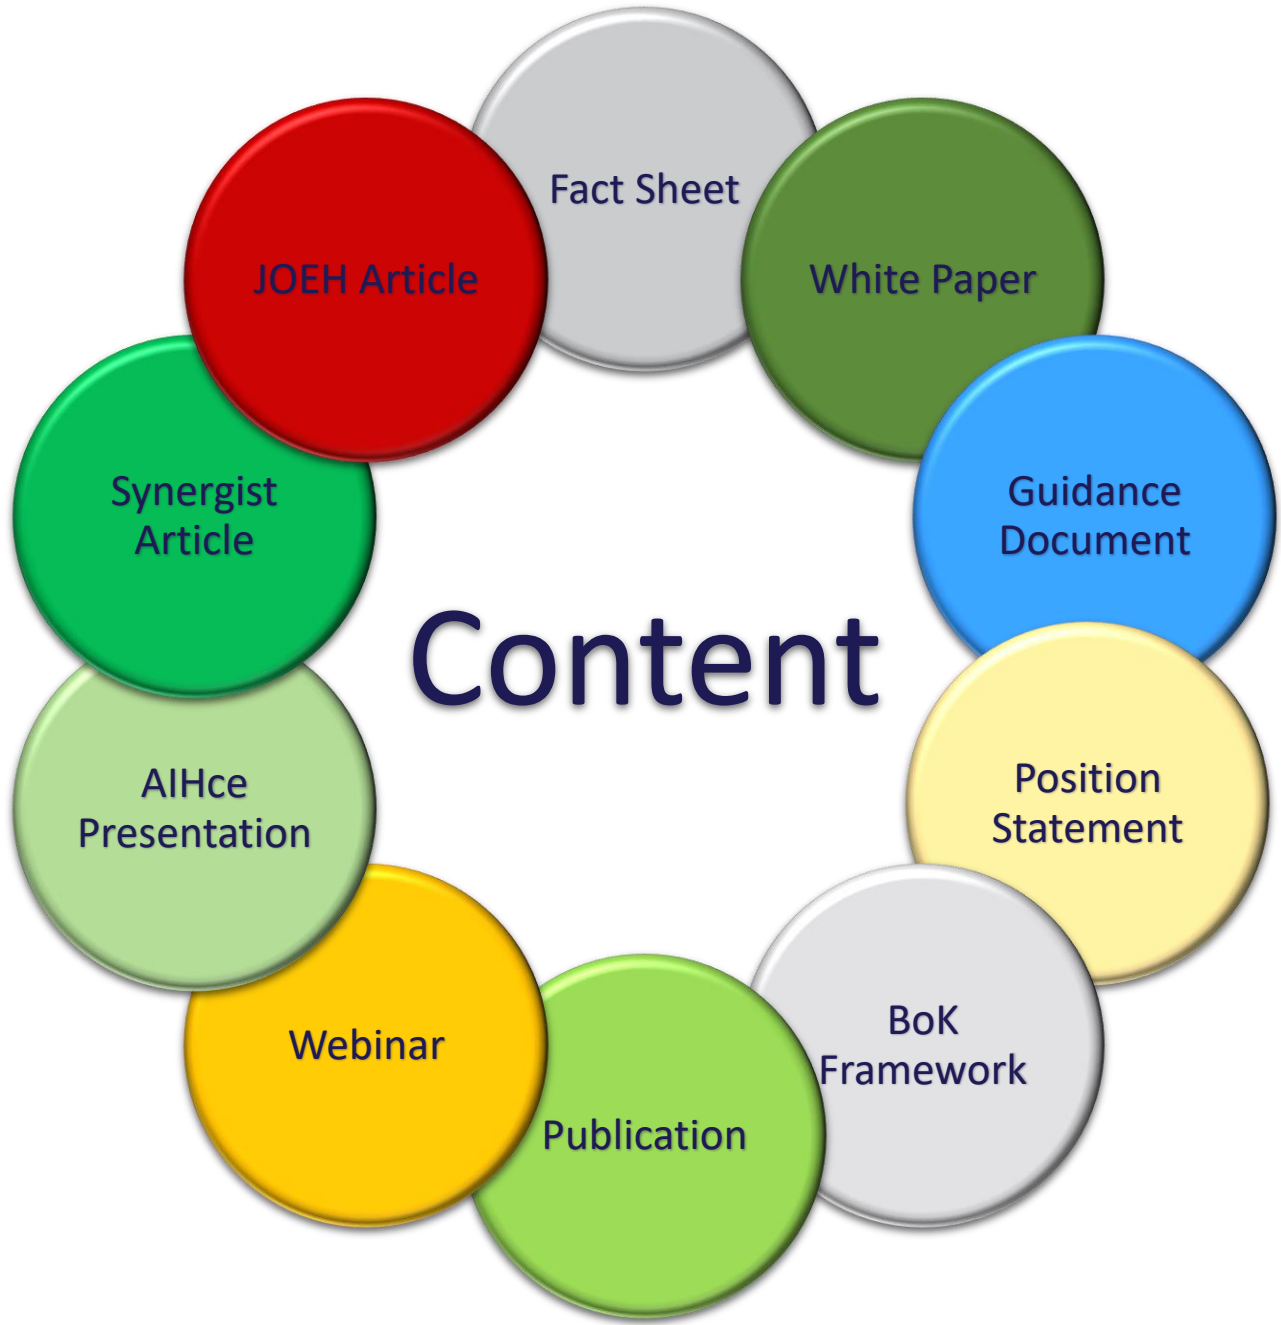 Fact Sheet
White Paper
Guidance
Document
Position
Statement
BoK
Framework
Publication
Webinar
AIHce
Presentation
Synergist
Article
JOEH Article
Content